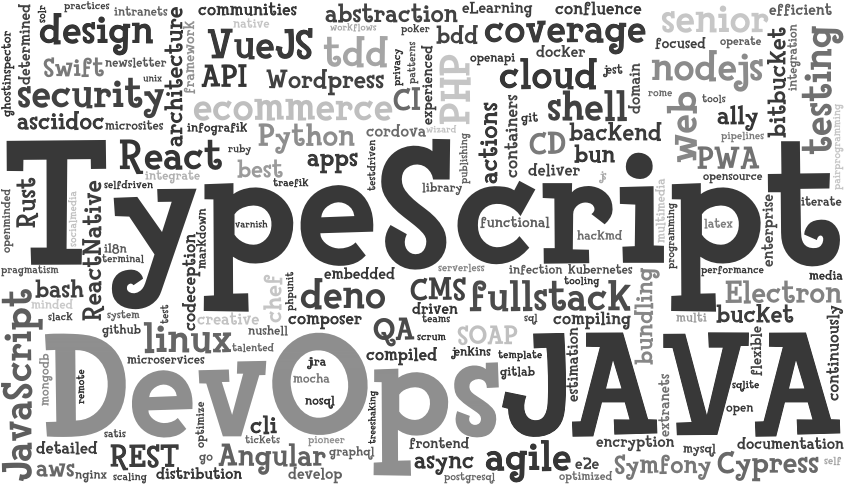 practices
intranets
communities
abstraction
eLearning
confluence
efficient
solr
native
workflows
poker
senior
ghostinspector
determined
design
architecture
framework
VueJS
tdd
bdd
coverage
focused
operate
integration
testing
Swift
newsletter
API
Wordpress
privacy
patterns
experienced
openapi
docker
cloud
jest
domain
nodejs
bitbucket
unix
security
ecommerce
CI
PHP
shell
rome
tools
web
ally
asciidoc
microsites
infografik
Python
cordova
wizard
actions
containers
git
CD
backend
pipelines
pairprogramming
React
ruby
apps
testdriven
publishing
bun
PWA
integrate
best
deliver
opensource
openminded
Rust
selfdriven
traefik
library
iterate
TypeScript
socialmedia
ReactNative
varnish
functional
hackmd
multimedia
programming
latex
enterprise
il8n
terminal
markdown
codeception
pragmatism
embedded
serverless
infection
Kubernetes
performance
media
bash
chef
phpunit
deno
CMS
fullstack
tooling
bundling
Electron
minded
slack
system
test
creative
composer
driven
teams
sql
compiling
multi
bucket
JavaScript
github
linux
nushell
QA
scrum
SOAP
estimation
flexible
continuously
microservices
talented
compiled
jenkins
template
mongodb
remote
DevOps
jra
mocha
nosql
gitlab
JAVA
sqlite
open
extranets
treeshaking
satis
optimize
cli
tickets
pioneer
frontend
encryption
documentation
detailed
REST
go
Angular
graphql
async
agile
e2e
mysql
aws
nginx
scaling
distribution
develop
postgresql
optimized
Symfony
Cypress
self